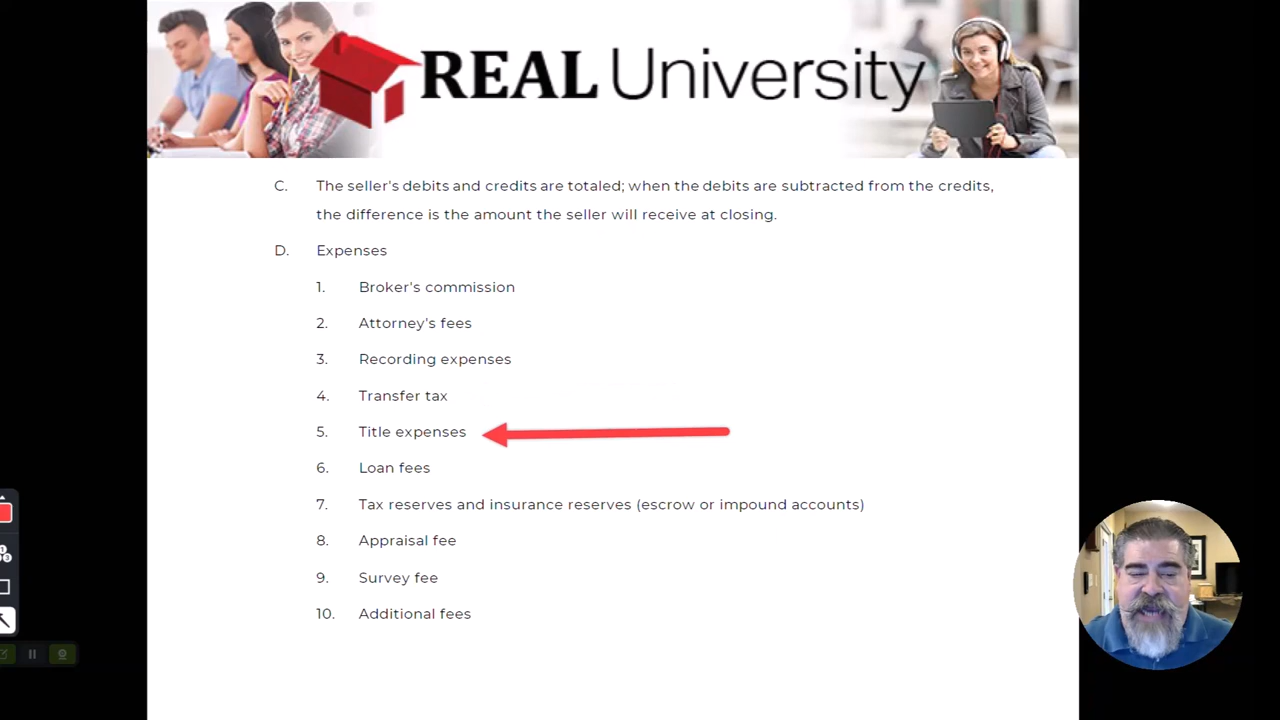 REAL University
C. The seller's debits and credits are totaled; when the debits are subtracted from the credits,
the difference is the amount the seller will receive at closing.
D. Expenses
1. Broker's commission
2. Attorney's fees
3. Recording expenses
4. Transfer tax
5. Title expenses
6. Loan fees
7. Tax reserves and insurance reserves (escrow or impound accounts)
8. Appraisal fee
9. Survey fee
10. Additional fees